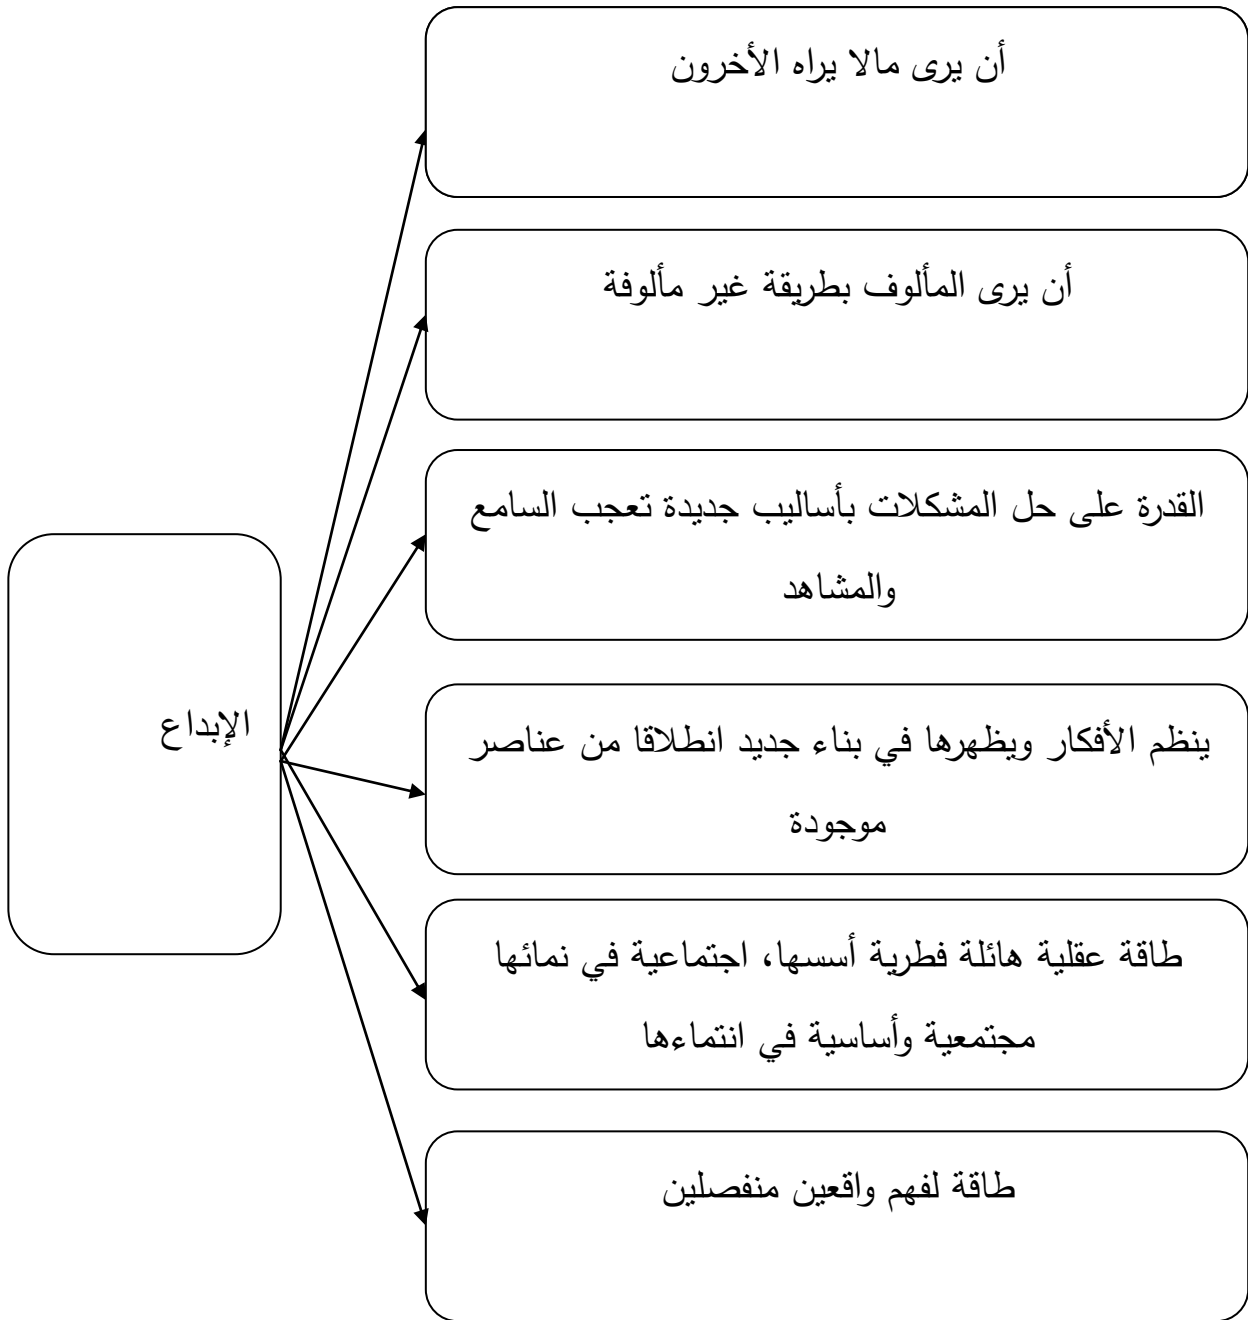 أن يرى مالا يراه الأخرون
أن يرى المألوف بطريقة غير مألوفة
القدرة على حل المشكلات بأساليب جديدة تعجب السامع
والمشاهد
الإبداع
ينظم الأفكار ويظهرها في بناء جديد انطلاقا من عناصر
موجودة
طاقة عقلية هائلة فطرية أسسها، اجتماعية في نمائها
مجتمعية وأساسية في انتماءها
طاقة لفهم واقعين منفصلين